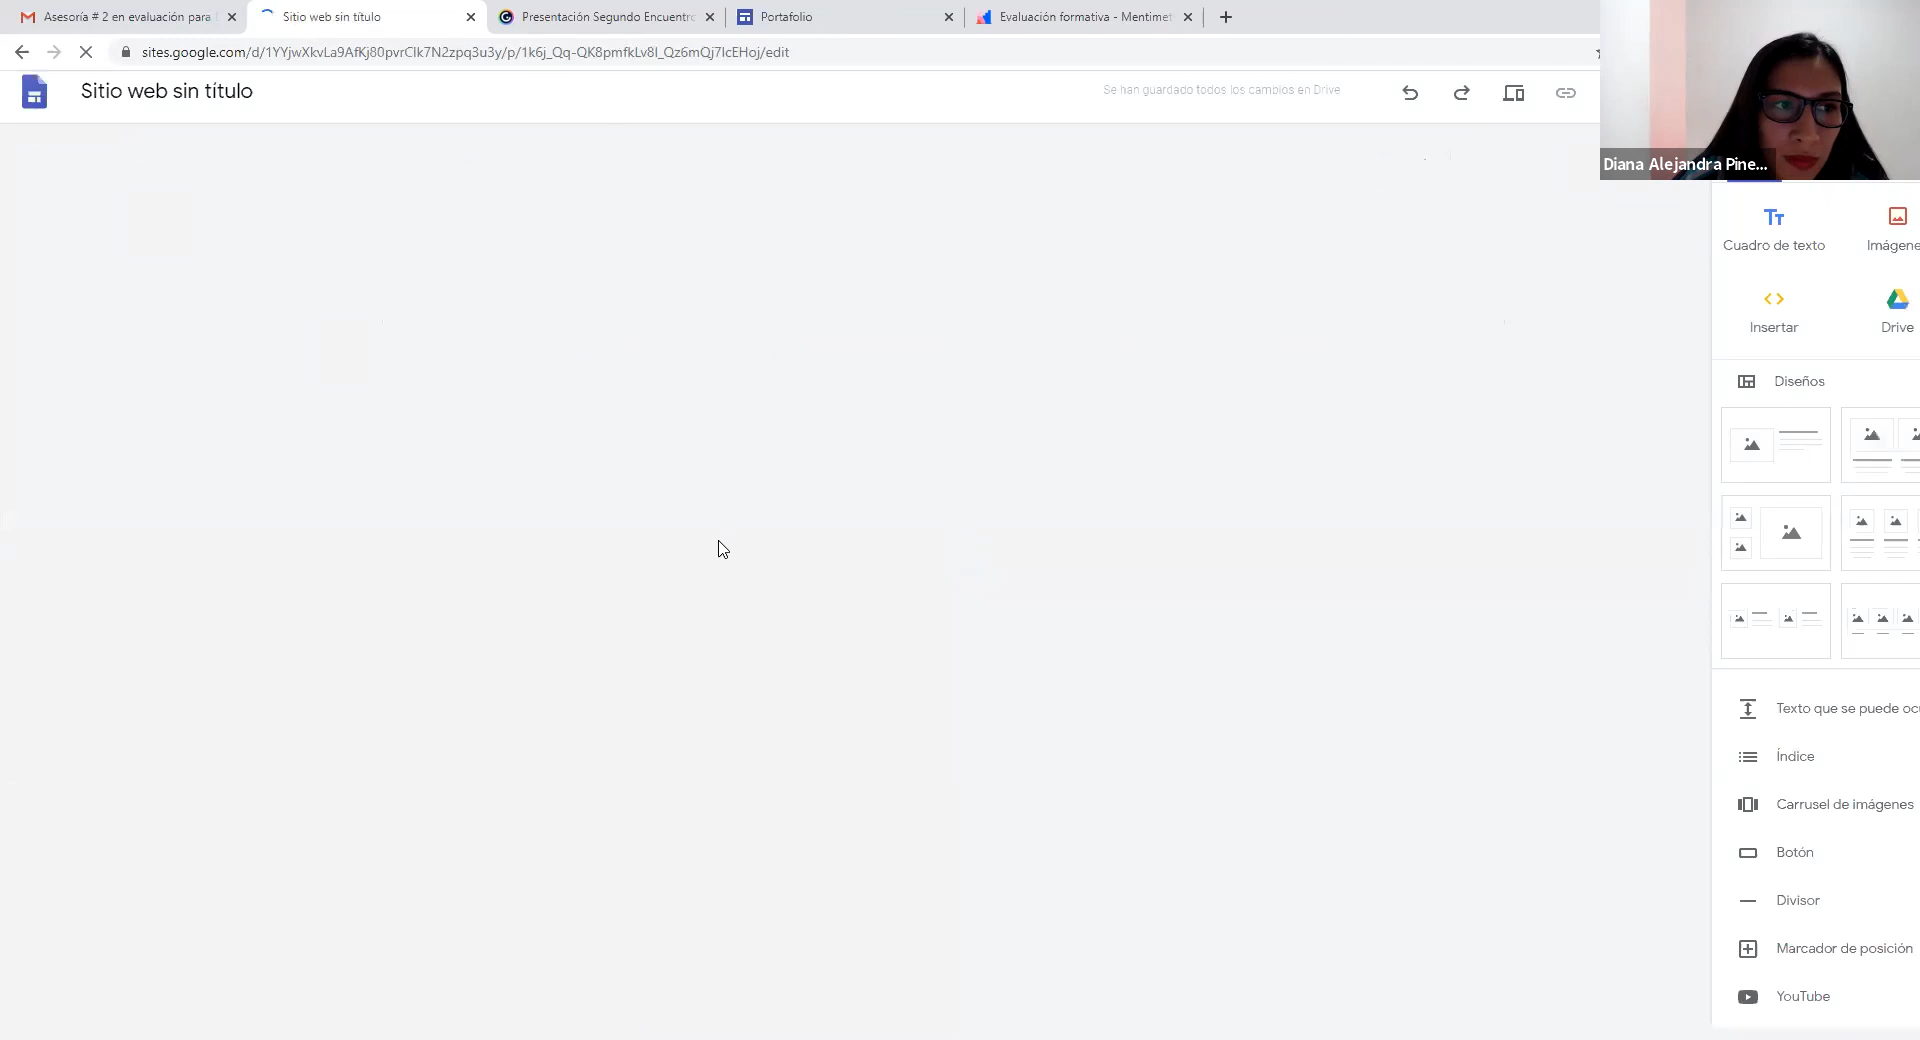 Asesoría # 2 en evaluación para
Sitio web sin título
Presentación Segundo Encuentro
Portafolio
Evaluación formativa - Mentimet
sites.google.com/d/1YYjwXkvLa9AfKj80pvrClk7N2zpq3u3y/p/1k6j_Qq-QK8pmfkLv8l_Qz6mQj7lcEHoj/edit
Sitio web sin título
Se han guardado todos los cambios en Drive
Diana Alejandra Pine...
Cuadro de texto
Imágene
Insertar
Drive
Diseños
Texto que se puede ocu
Índice
Carrusel de imágenes
Botón
Divisor
Marcador de posición
YouTube